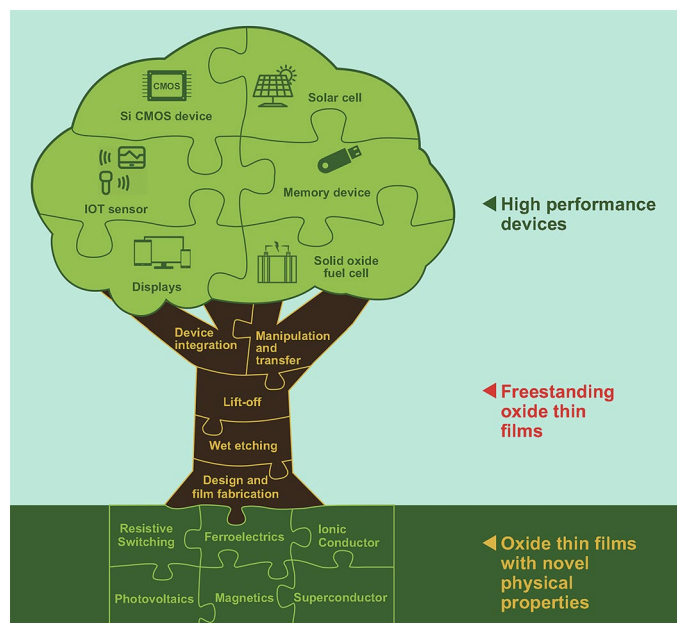 CMOS
Si CMOS device
Solar cell
IOT sensor
Memory device
Displays
Solid oxide
fuel cell
High performance
devices
Device
integration
Manipulation
and
transfer
Lift-off
Wet etching
Design and
film fabrication
Freestanding
oxide thin
films
Resistive
Switching
Ferroelectrics
Ionic
Conductor
Photovoltaics
Magnetics
Superconductor
Oxide thin films
with novel
physical
properties